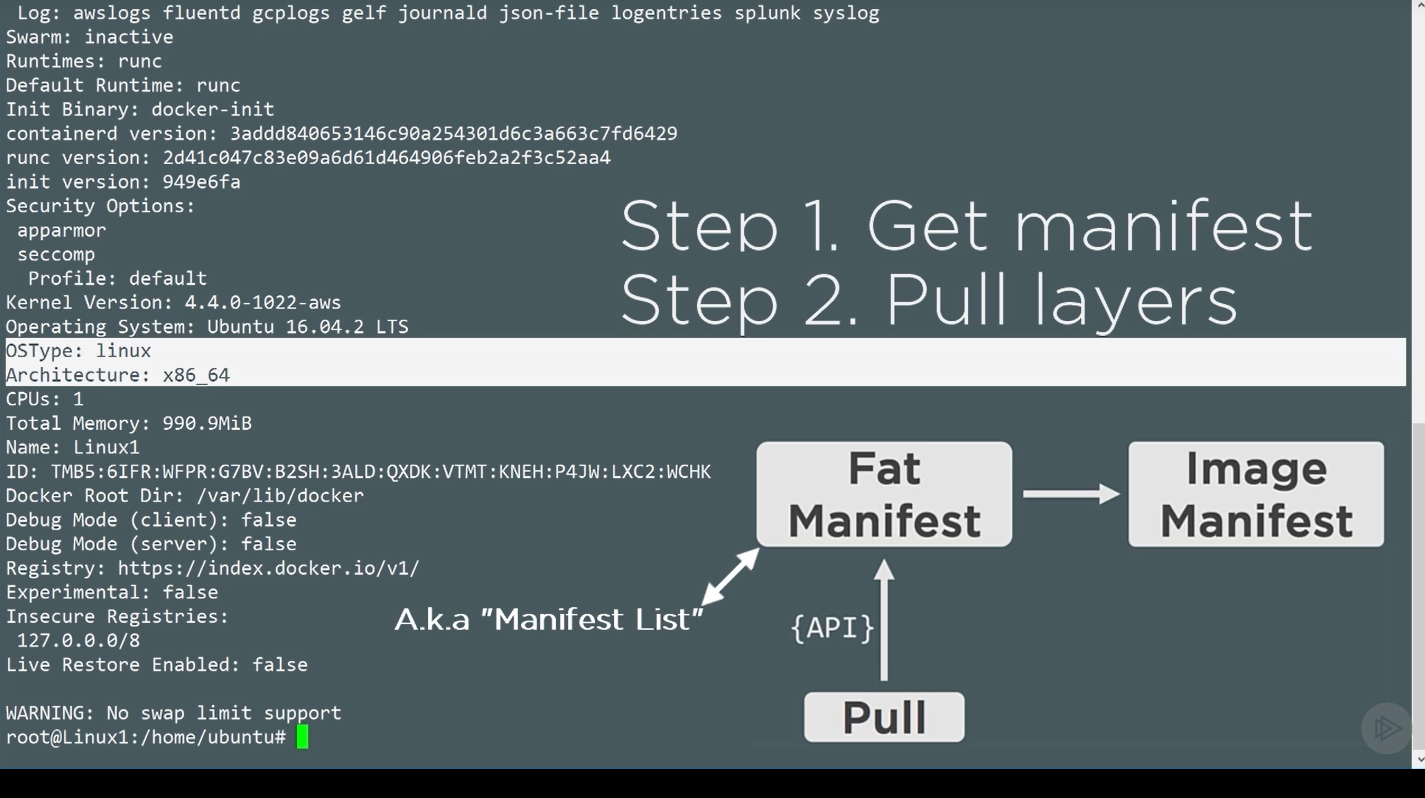 Log: awslogs fluentd gcplogs gelf journald json-file logentries splunk syslog
Swarm: inactive
Runtimes: runc
Default Runtime: runc
Init Binary: docker-init
containerd version: 3addd840653146c90a254301d6c3a663c7fd6429
runc version: 2d41c047c83e09a6d61d464906feb2a2f3c52aa4
init version: 949e6fa
Security Options:
apparmor
seccomp
Profile: default
Kernel Version: 4.4.0-1022-aws
Operating System: Ubuntu 16.04.2 LTS
OSType: linux
Architecture: x86_64
CPUs: 1
Total Memory: 990.9MiB
Name: Linux1
ID: TMB5:6IFR:WFPR:G7BV:B2SH:3ALD:QXDK:VTMT:KNEH:P4JW:LXC2:WCHK
Docker Root Dir: /var/lib/docker
Debug Mode (client): false
Debug Mode (server): false
Registry: https://index.docker.io/v1/
Experimental: false
Insecure Registries:
127.0.0.0/8
Live Restore Enabled: false
WARNING: No swap limit support
root@Linux1:/home/ubuntu#
Step 1. Get manifest
Step 2. Pull layers
Fat
Manifest
Image
Manifest
A.k.a "Manifest List"
{API}
Pull